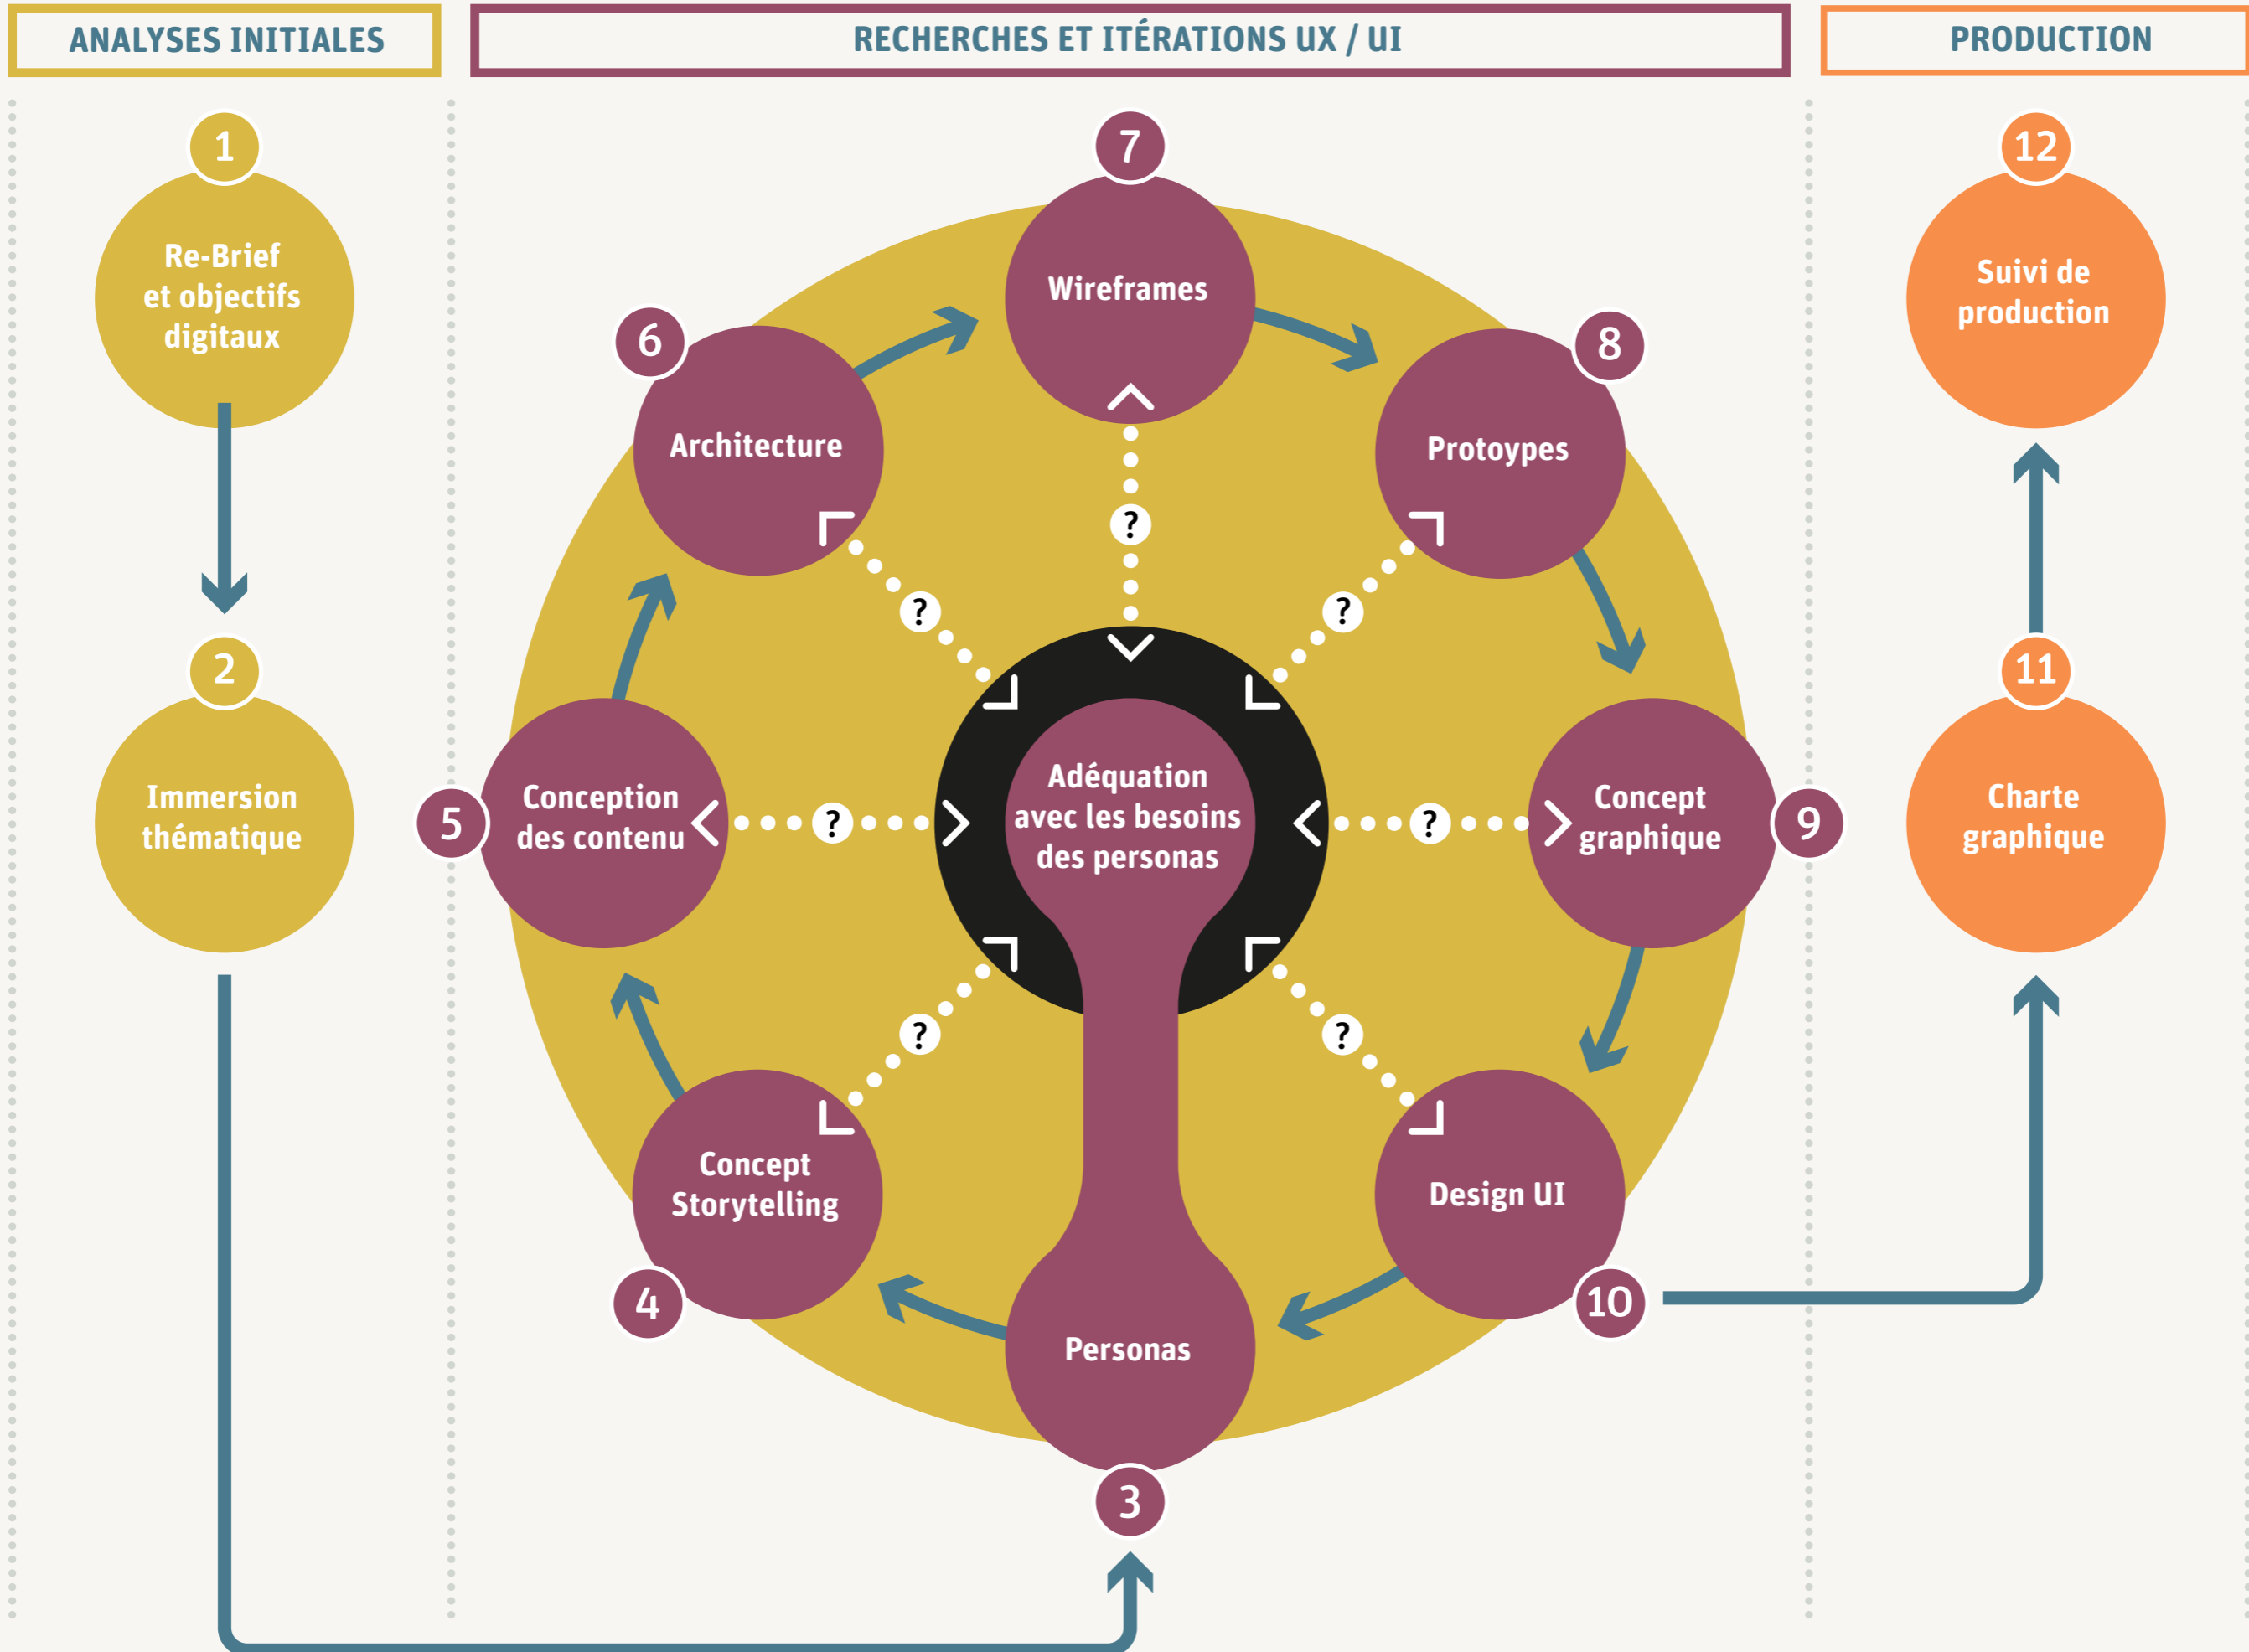 ANALYSES INITIALES
RECHERCHES ET ITÉRATIONS UX / UI
PRODUCTION
1
Re-Brief
et objectifs
digitaux
2
Immersion
thématique
3
Personas
4
Concept
Storytelling
5
Conception
des contenu
6
Architecture
7
Wireframes
8
Protoypes
9
Concept
graphique
10
Design UI
?
?
?
?
?
?
?
Adéquation
avec les besoins
des personas
11
Charte
graphique
12
Suivi de
production